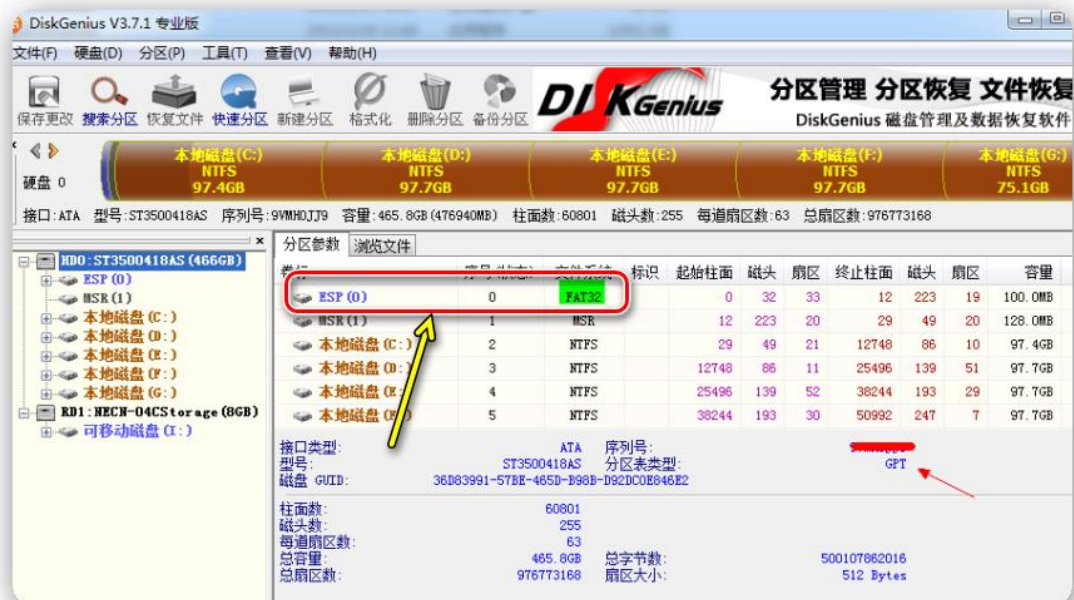 DiskGenius V3.7.1 专业版
文件(F) 硬盘(D) 分区(P) 工具(T) 查看(V) 帮助(H)
保存更改 搜索分区 恢复文件 快速分区 新建分区 格式化 删除分区 备份分区
DISKGenius
分区管理 分区恢复 文件恢复
DiskGenius 磁盘管理及数据恢复软件
硬盘 0
本地磁盘(C:) 本地磁盘(D:) 本地磁盘(E:) 本地磁盘(F:) 本地磁盘(G:)
NTFS NTFS NTFS NTFS NTFS
97.4GB 97.7GB 97.7GB 97.7GB 75.1GB
接口:ATA 型号:ST3500418AS 序列号:9VMH0JJ9 容量:465.8GB(476940MB) 柱面数:60801 磁头数:255 每道扇区数:63 总扇区数:976773168
HD0:ST3500418AS(466GB)
ESP(0)
MSR(1)
本地磁盘(C:)
本地磁盘(D:)
本地磁盘(E:)
本地磁盘(F:)
本地磁盘(G:)
RD1:NECH-04CStorage(8GB)
可移动磁盘(I:)
分区参数 浏览文件
标识 起始柱面 磁头 扇区 终止柱面 磁头 扇区 容量
ESP(0) 0 FAT32 0 32 33 12 223 19 100.0MB
MSR(1) 1 MSR 12 223 20 29 49 20 128.0MB
本地磁盘(C:) 2 NTFS 29 49 21 12748 86 10 97.4GB
本地磁盘(D:) 3 NTFS 12748 86 11 25496 139 51 97.7GB
本地磁盘(E:) 4 NTFS 25496 139 52 38244 193 29 97.7GB
本地磁盘 5 NTFS 38244 193 30 50992 247 7 97.7GB
接口类型: ATA 序列号:
型号: ST3500418AS 分区表类型: GPT
磁盘 GUID: 36D83991-57BE-465D-B98B-D92DC0E846E2
柱面数: 60801
磁头数: 255
每道扇区数: 63
总容量: 465.8GB 总字节数: 500107862016
总扇区数: 976773168 扇区大小: 512 Bytes